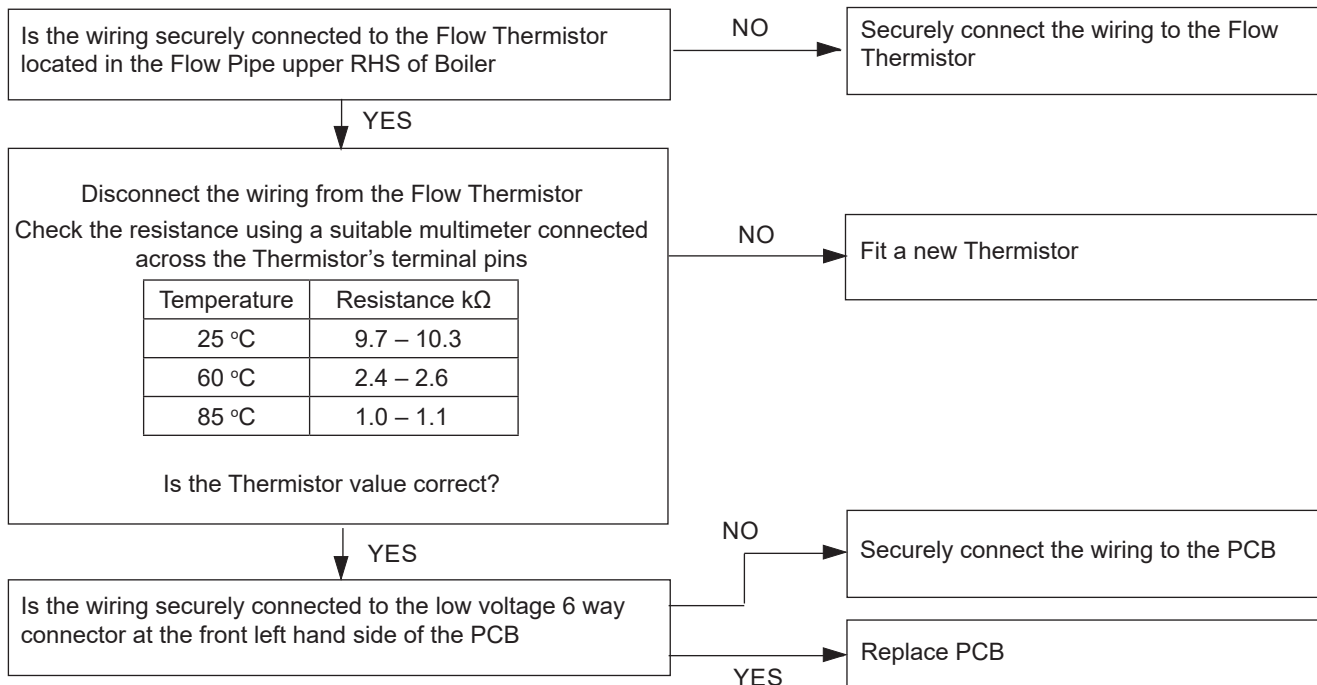 Is the wiring securely connected to the Flow Thermistor
located in the Flow Pipe upper RHS of Boiler
NO
Securely connect the wiring to the Flow
Thermistor
YES
Disconnect the wiring from the Flow Thermistor
Check the resistance using a suitable multimeter connected
across the Thermistor’s terminal pins
Temperature Resistance kΩ
25 °C 9.7 – 10.3
60 °C 2.4 – 2.6
85 °C 1.0 – 1.1
Is the Thermistor value correct?
NO
Fit a new Thermistor
YES
Is the wiring securely connected to the low voltage 6 way
connector at the front left hand side of the PCB
NO
Securely connect the wiring to the PCB
YES
Replace PCB